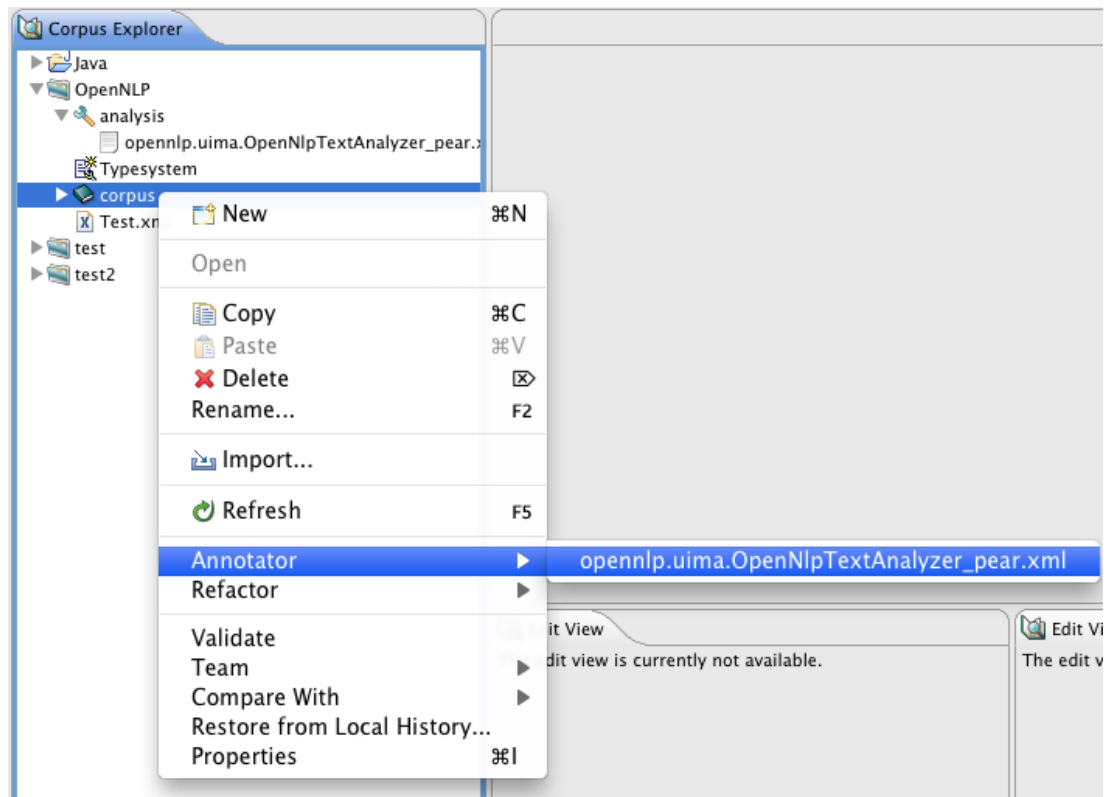 Corpus Explorer
Java
OpenNLP
analysis
opennlp.uima.OpenNlpTextAnalyzer_pear.
Typesystem
corpus
Test.xm
test
test2
New ⌘N
Open
Copy ⌘C
Paste ⌘V
Delete ⌦
Rename... F2
Import...
Refresh F5
Annotator
opennlp.uima.OpenNlpTextAnalyzer_pear.xml
Refactor
Validate
Team
Compare With
Restore from Local History...
Properties ⌘I
it View
edit view is currently not available.
Edit Vi
The edit v